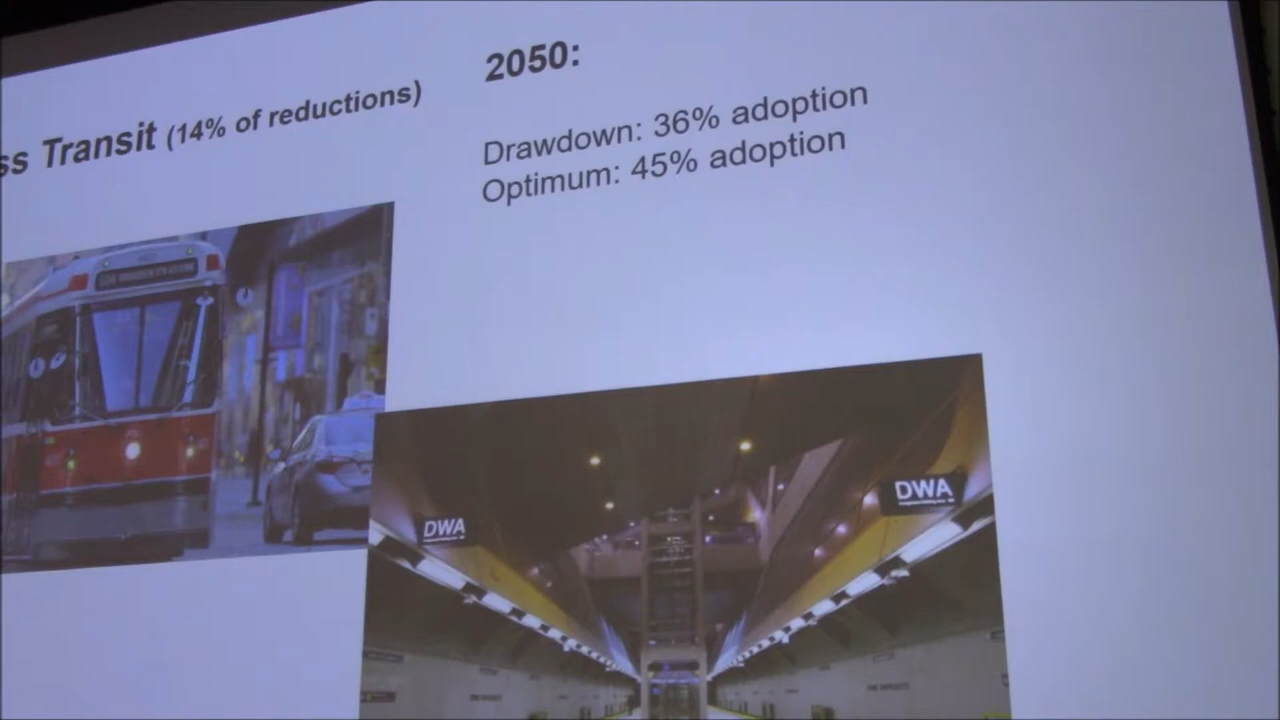 ss Transit (14% of reductions)
2050:
Drawdown: 36% adoption
Optimum: 45% adoption
DWA
DWA